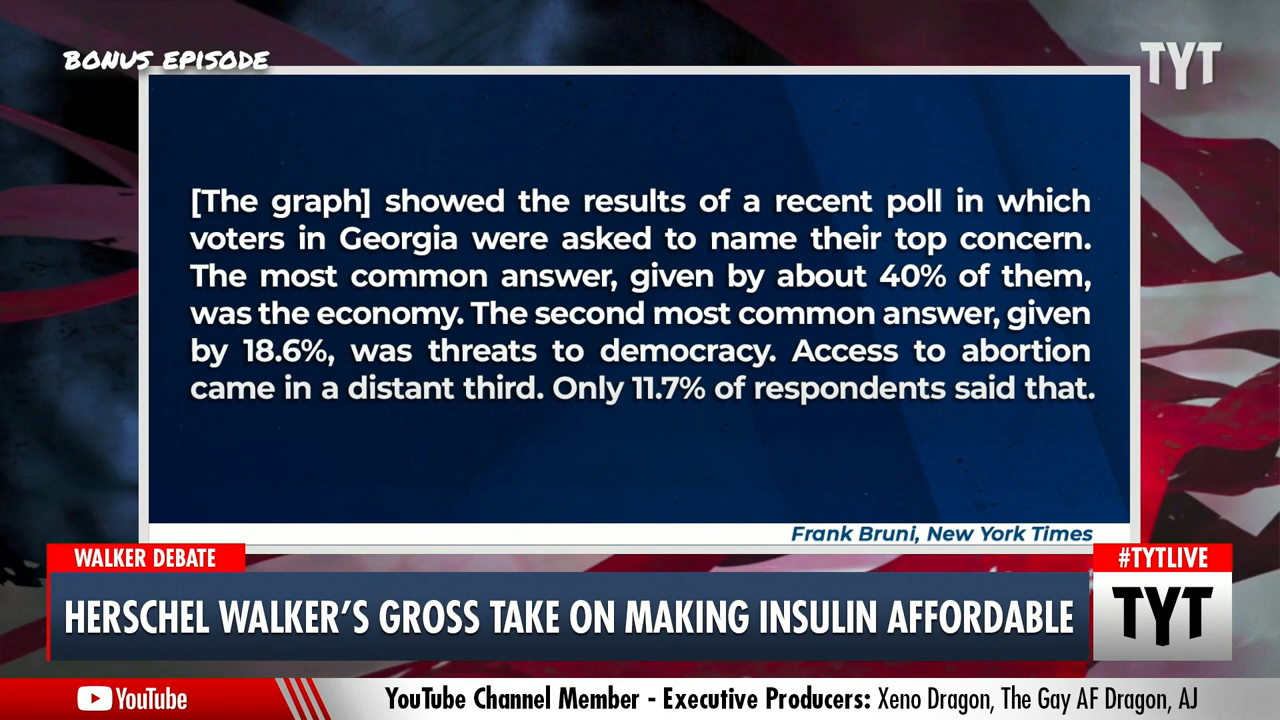 BONUS EPISODE
TYT
[The graph] showed the results of a recent poll in which
voters in Georgia were asked to name their top concern.
The most common answer, given by about 40% of them,
was the economy. The second most common answer, given
by 18.6%, was threats to democracy. Access to abortion
came in a distant third. Only 11.7% of respondents said that.
Frank Bruni, New York Times
WALKER DEBATE
#TYTLIVE
HERSCHEL WALKER’S GROSS TAKE ON MAKING INSULIN AFFORDABLE
TYT
YouTube
YouTube Channel Member - Executive Producers: Xeno Dragon, The Gay AF Dragon, AJ